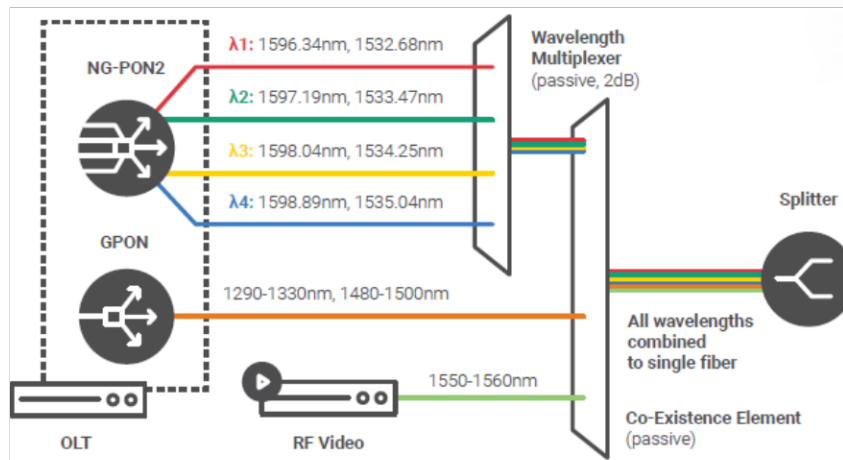 NG-PON2
λ1: 1596.34nm, 1532.68nm
λ2: 1597.19nm, 1533.47nm
λ3: 1598.04nm, 1534.25nm
λ4: 1598.89nm, 1535.04nm
Wavelength
Multiplexer
(passive, 2dB)
GPON
1290-1330nm, 1480-1500nm
Splitter
All wavelengths
combined
to single fiber
1550-1560nm
OLT
RF Video
Co-Existence Element
(passive)